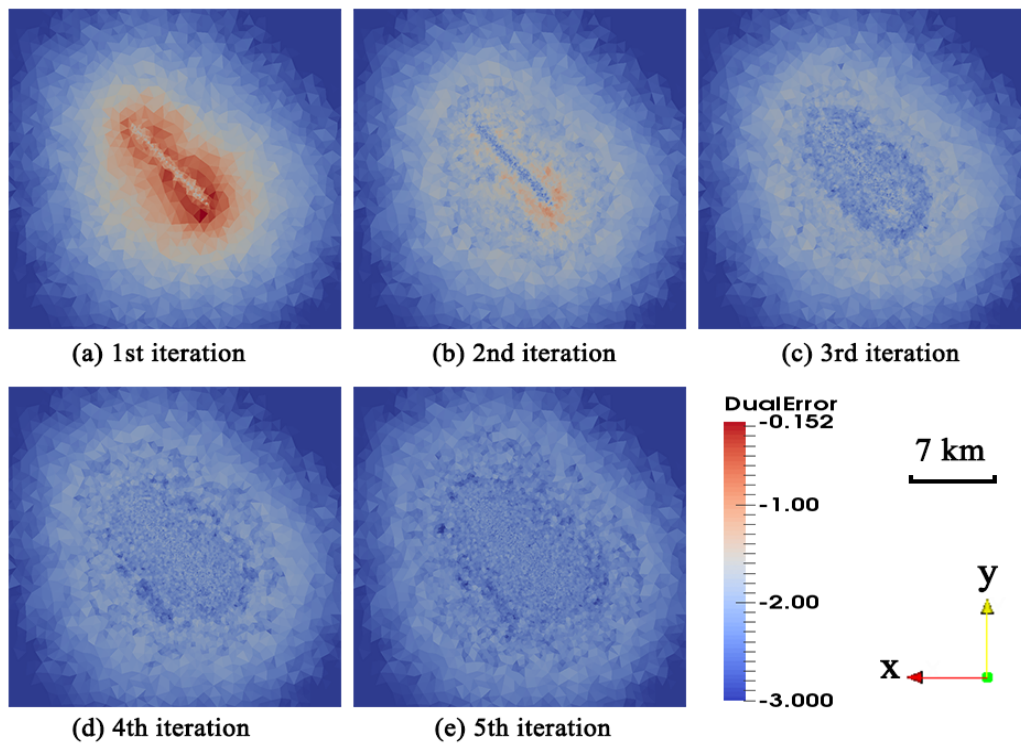 (a) 1st iteration
(b) 2nd iteration
(c) 3rd iteration
(d) 4th iteration
(e) 5th iteration
DualError
-0.152
-1.00
-2.00
-3.000
7 km
y
x